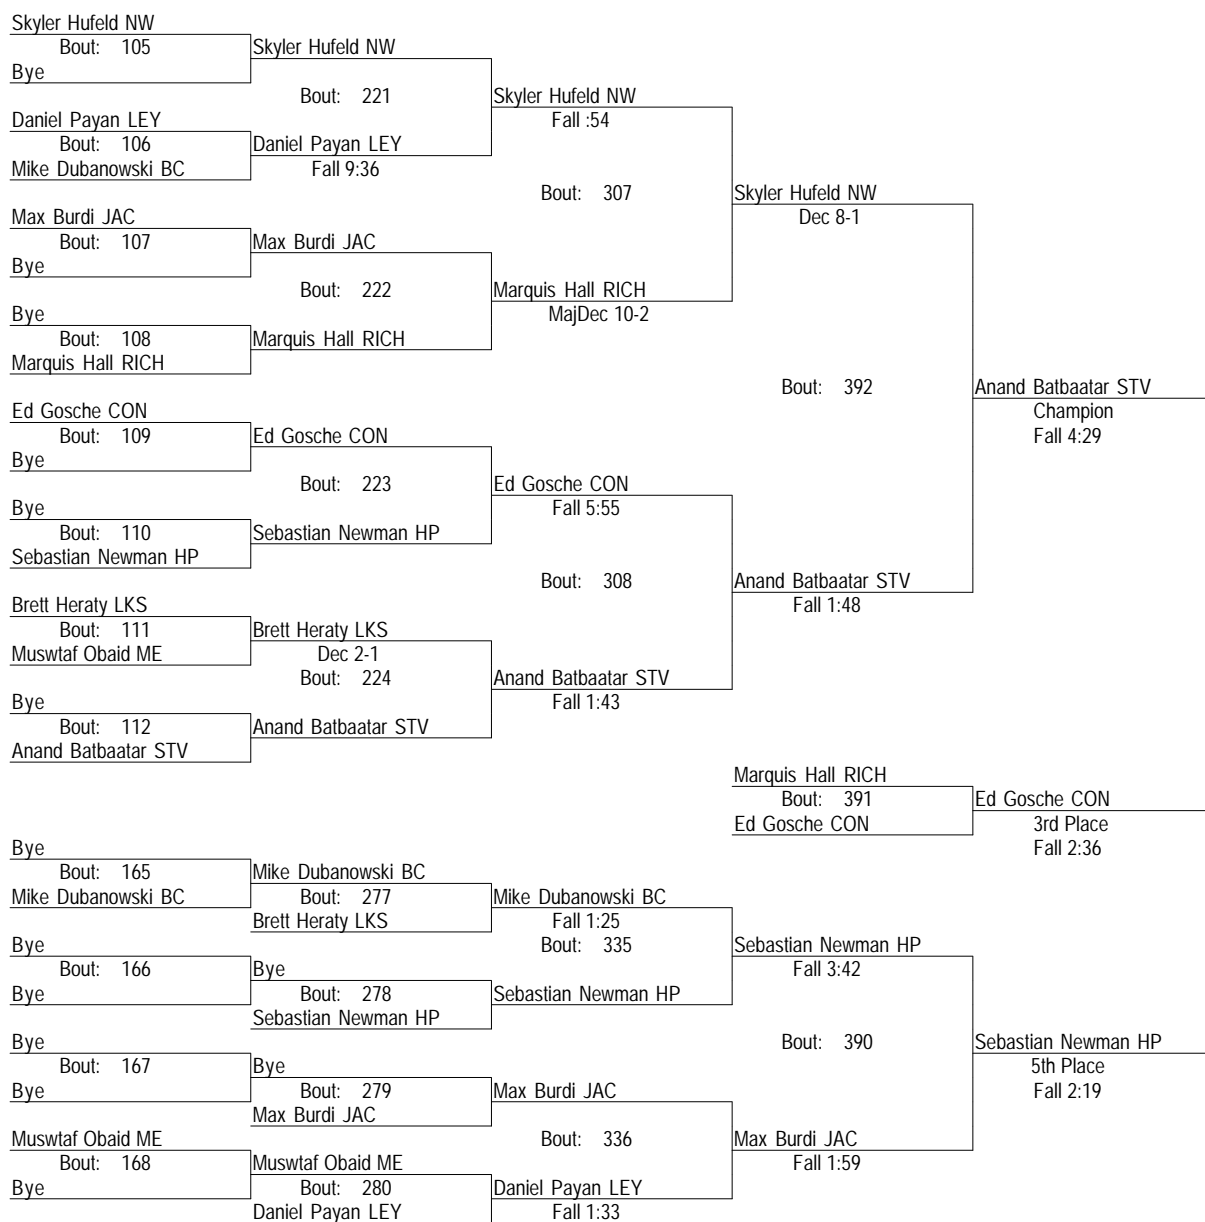 Skyler Hufeld NW
Bout: 105
Skyler Hufeld NW
Bye
Bout: 221
Skyler Hufeld NW
Daniel Payan LEY
Fall :54
Bout: 106
Daniel Payan LEY
Mike Dubanowski BC
Fall 9:36
Bout: 307
Skyler Hufeld NW
Max Burdi JAC
Dec 8-1
Bout: 107
Max Burdi JAC
Bye
Bout: 222
Marquis Hall RICH
Bye
MajDec 10-2
Bout: 108
Marquis Hall RICH
Marquis Hall RICH
Bout: 392
Anand Batbaatar STV
Ed Gosche CON
Champion
Bout: 109
Ed Gosche CON
Fall 4:29
Bye
Bout: 223
Ed Gosche CON
Bye
Fall 5:55
Bout: 110
Sebastian Newman HP
Sebastian Newman HP
Bout: 308
Anand Batbaatar STV
Brett Heraty LKS
Fall 1:48
Bout: 111
Brett Heraty LKS
Muswtaf Obaid ME
Dec 2-1
Bout: 224
Anand Batbaatar STV
Bye
Fall 1:43
Bout: 112
Anand Batbaatar STV
Anand Batbaatar STV
Marquis Hall RICH
Bout: 391
Ed Gosche CON
Ed Gosche CON
3rd Place
Fall 2:36
Bye
Bout: 165
Mike Dubanowski BC
Mike Dubanowski BC
Bout: 277
Mike Dubanowski BC
Brett Heraty LKS
Fall 1:25
Bye
Bout: 335
Sebastian Newman HP
Bout: 166
Bye
Fall 3:42
Bye
Bout: 278
Sebastian Newman HP
Sebastian Newman HP
Bye
Bout: 390
Sebastian Newman HP
Bout: 167
Bye
5th Place
Bye
Bout: 279
Max Burdi JAC
Fall 2:19
Max Burdi JAC
Muswtaf Obaid ME
Bout: 336
Max Burdi JAC
Bout: 168
Muswtaf Obaid ME
Fall 1:59
Bye
Bout: 280
Daniel Payan LEY
Daniel Payan LEY
Fall 1:33